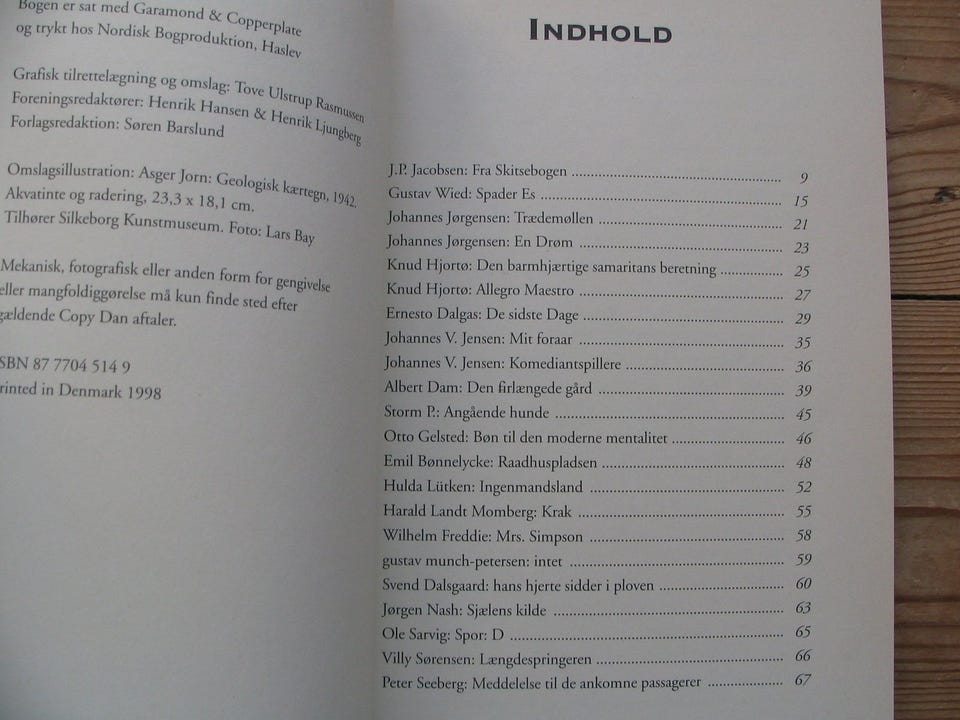 Bogen er sat med Garamond & Copperplate
og trykt hos Nordisk Bogproduktion, Haslev
Grafisk tilrettelægning og omslag: Tove Ulstrup Rasmussen
Foreningsredaktører: Henrik Hansen & Henrik Ljungberg
Forlagsredaktion: Søren Barslund
Omslagsillustration: Asger Jorn: Geologisk kærtegn, 1942.
Akvatinte og radering, 23,3 x 18,1 cm.
Tilhører Silkeborg Kunstmuseum. Foto: Lars Bay
Mekanisk, fotografisk eller anden form for gengivelse
eller mangfoldiggørelse må kun finde sted efter
gældende Copy Dan aftaler.
SBN 87 7704 514 9
rinted in Denmark 1998
INDHOLD
J.P. Jacobsen: Fra Skitsebogen 9
Gustav Wied: Spader Es 15
Johannes Jørgensen: Trædemøllen 21
Johannes Jørgensen: En Drøm 23
Knud Hjortø: Den barmhjærtige samaritans beretning 25
Knud Hjortø: Allegro Maestro 27
Ernesto Dalgas: De sidste Dage 29
Johannes V. Jensen: Mit foraar 35
Johannes V. Jensen: Komediantspillere 36
Albert Dam: Den firlængede gård 39
Storm P.: Angående hunde 45
Otto Gelsted: Bøn til den moderne mentalitet 46
Emil Bønnelycke: Raadhuspladsen 48
Hulda Lütken: Ingenmandsland 52
Harald Landt Momberg: Krak 55
Wilhelm Freddie: Mrs. Simpson 58
gustav munch-petersen: intet 59
Svend Dalsgaard: hans hjerte sidder i ploven 60
Jørgen Nash: Sjælens kilde 63
Ole Sarvig: Spor: D 65
Villy Sørensen: Længdespringeren 66
Peter Seeberg: Meddelelse til de ankomne passagerer 67